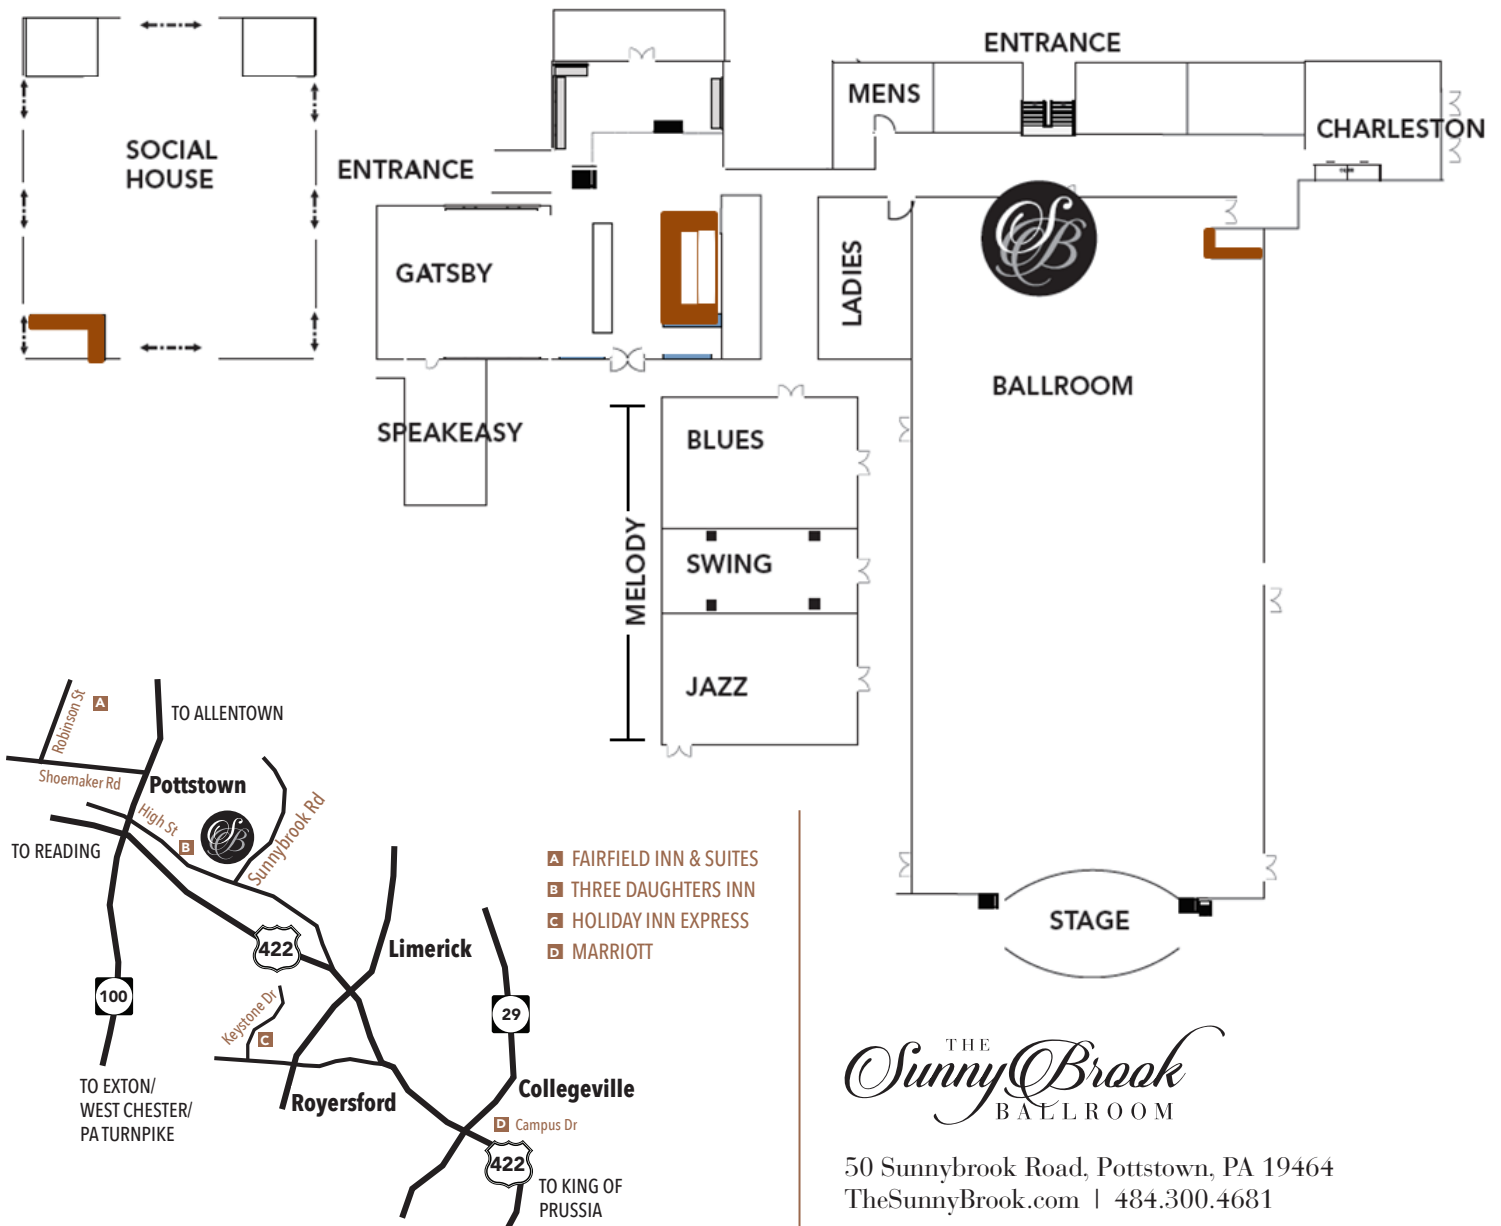 ENTRANCE
MENS
CHARLESTON
SOCIAL
HOUSE
ENTRANCE
SB
GATSBY
LADIES
BALLROOM
SPEAKEASY
BLUES
MELODY
SWING
JAZZ
STAGE
Robinson St
A
TO ALLENTOWN
Shoemaker Rd
Pottstown
High St
B
SB
Sunnybrook Rd
TO READING
A FAIRFIELD INN & SUITES
B THREE DAUGHTERS INN
C HOLIDAY INN EXPRESS
D MARRIOTT
422
Limerick
100
29
Keystone Dr
C
TO EXTON/
WEST CHESTER/
PA TURNPIKE
Royersford
Collegeville
D Campus Dr
422
TO KING OF
PRUSSIA
THE
SunnyBrook
BALLROOM
50 Sunnybrook Road, Pottstown, PA 19464
TheSunnyBrook.com | 484.300.4681